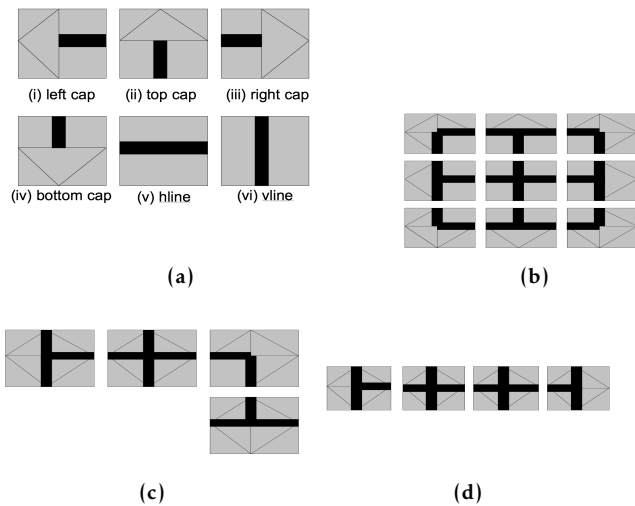 (i) left cap (ii) top cap (iii) right cap
(iv) bottom cap (v) hline (vi) vline
(a) (b)
(c) (d)